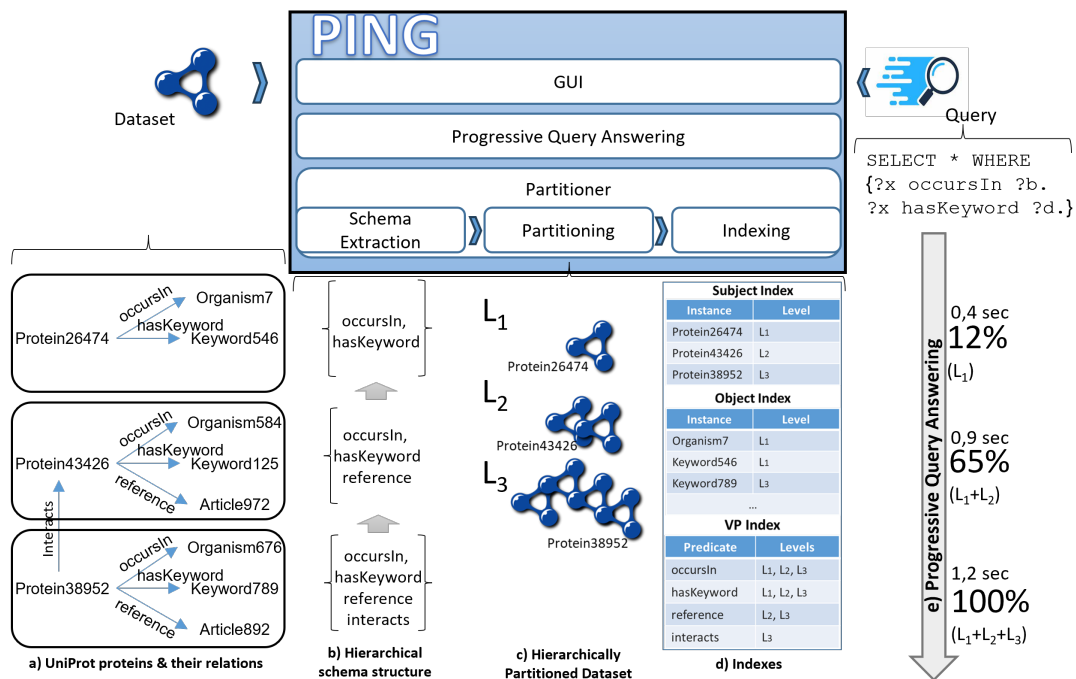 PING
GUI
Dataset
Progressive Query Answering
Query
Partitioner
Schema
Extraction
Partitioning
Indexing
SELECT * WHERE
{?x occursIn ?b.
?x hasKeyword ?d.}
Protein26474
occursIn
Organism7
hasKeyword
Keyword546
Protein43426
occursIn
Organism584
hasKeyword
Keyword125
reference
Article972
Interacts
Protein38952
occursIn
Organism676
hasKeyword
Keyword789
reference
Article892
a) UniProt proteins & their relations
occursIn,
hasKeyword
occursIn,
hasKeyword
reference
occursIn,
hasKeyword
reference
interacts
b) Hierarchical
schema structure
L1
Protein26474
L2
Protein43426
L3
Protein38952
c) Hierarchically
Partitioned Dataset
Subject Index
Instance Level
Protein26474 L1
Protein43426 L2
Protein38952 L3
Object Index
Instance Level
Organism7 L1
Keyword546 L1
Keyword789 L3
...
VP Index
Predicate Levels
occursIn L1, L2, L3
hasKeyword L1, L2, L3
reference L2, L3
interacts L3
d) Indexes
e) Progressive Query Answering
0,4 sec
12%
(L1)
0,9 sec
65%
(L1+L2)
1,2 sec
100%
(L1+L2+L3)